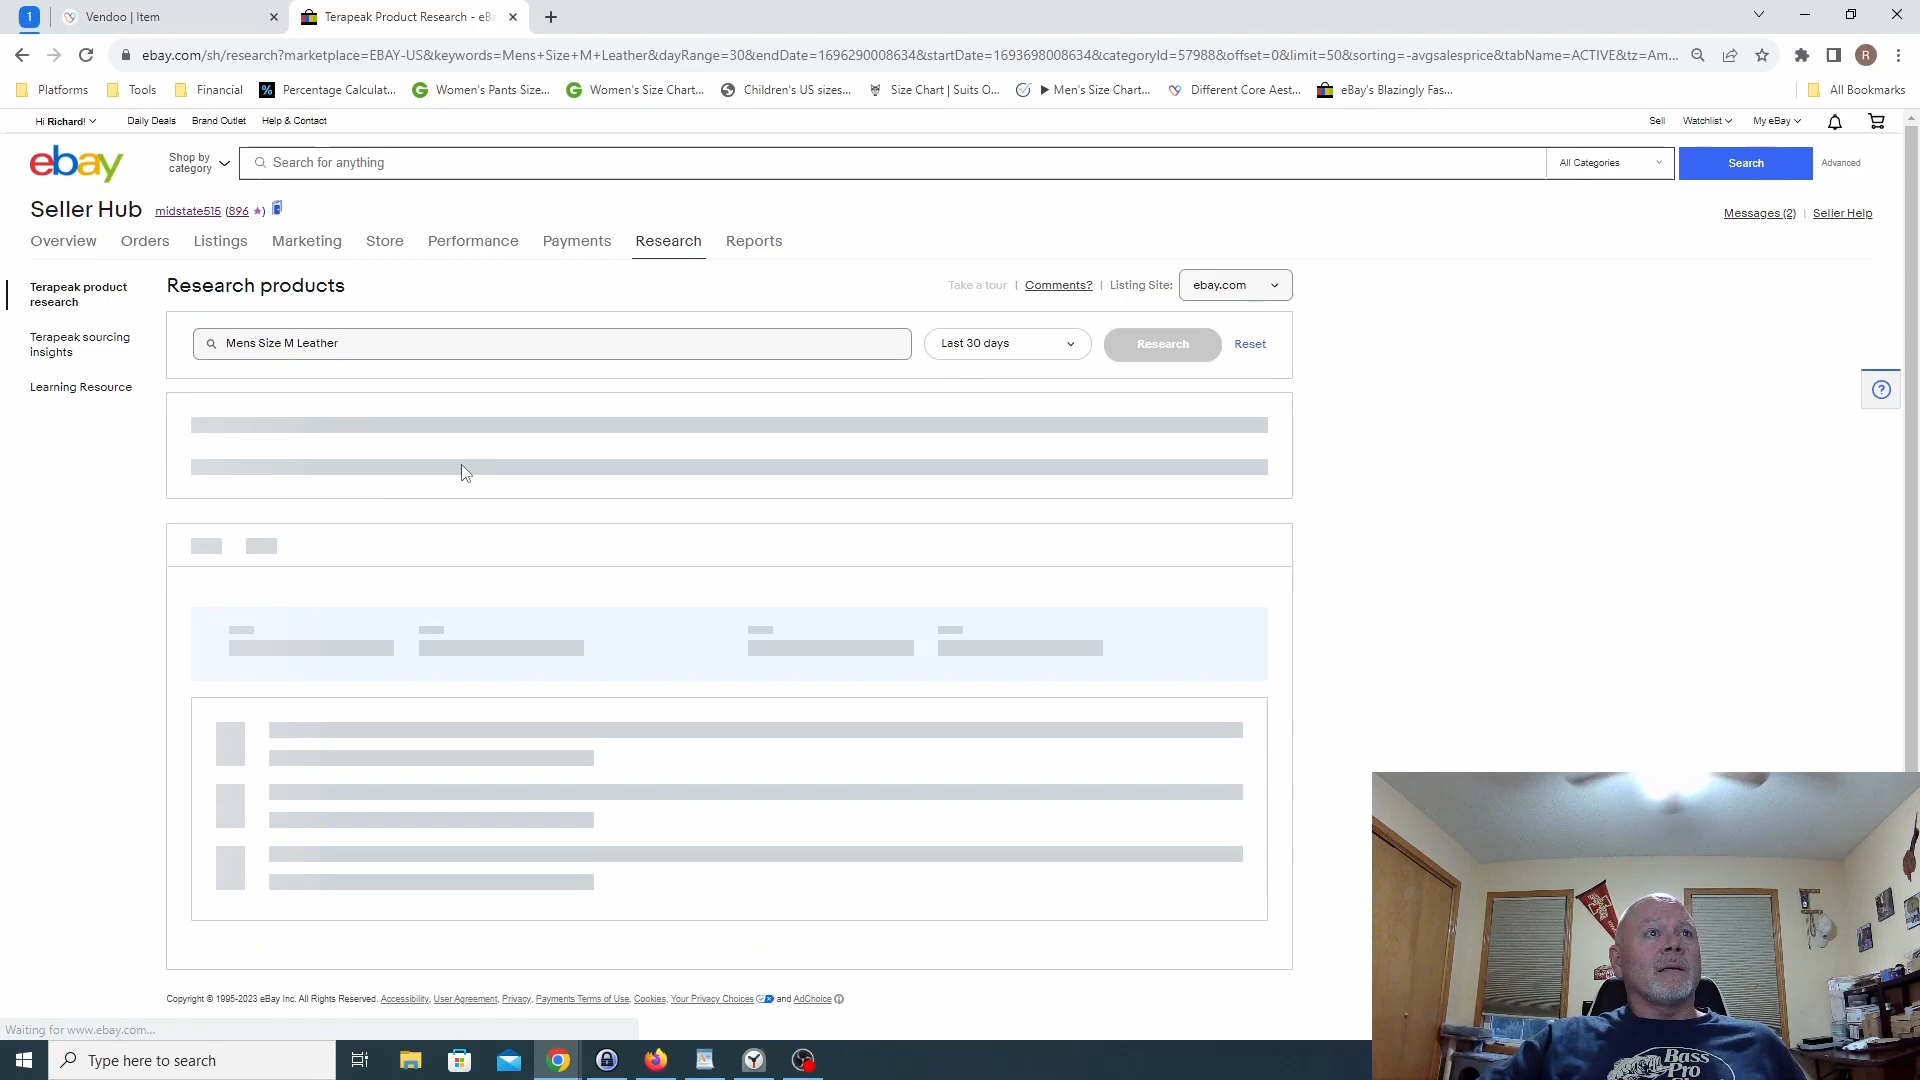 1
Vendoo | Item
Terapeak Product Research - eBa
ebay.com/sh/research?marketplace=EBAY-US&keywords=Mens+Size+M+Leather&dayRange=30&endDate=1696290008634&startDate=1693698008634&categoryId=57988&offset=0&limit=50&sorting=-avgsalesprice&tabName=ACTIVE&tz=Am...
R
Platforms
Tools
Financial
Percentage Calculat...
Women's Pants Size...
Women's Size Chart...
Children's US sizes...
Size Chart | Suits O...
▶ Men's Size Chart...
Different Core Aest...
eBay's Blazingly Fas...
All Bookmarks
Hi Richard!
Daily Deals
Brand Outlet
Help & Contact
Sell
Watchlist
My eBay
ebay
Shop by
category
Search for anything
All Categories
Search
Advanced
Seller Hub
midstate515 (896 ★)
Messages (2) | Seller Help
Overview
Orders
Listings
Marketing
Store
Performance
Payments
Research
Reports
Terapeak product
research
Terapeak sourcing
insights
Learning Resource
Research products
Take a tour | Comments? | Listing Site:
ebay.com
Mens Size M Leather
Last 30 days
Research
Reset
Copyright © 1995-2023 eBay Inc. All Rights Reserved. Accessibility, User Agreement, Privacy, Payments Terms of Use, Cookies, Your Privacy Choices and AdChoice
Waiting for www.ebay.com...
Type here to search
Bass
Pro